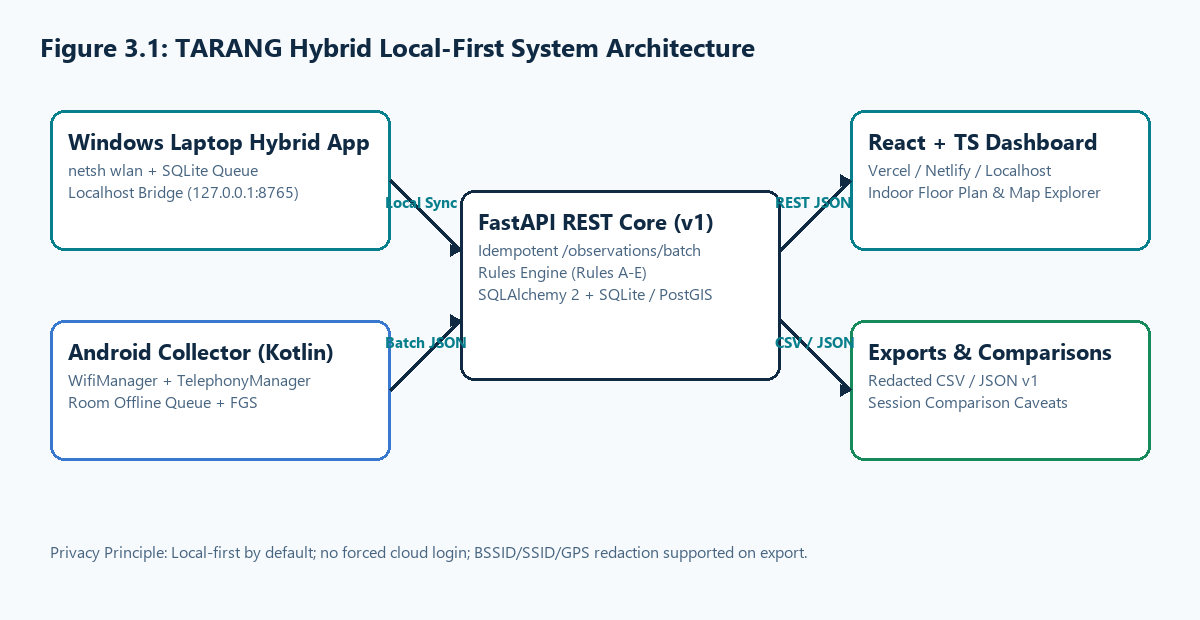 Figure 3.1: TARANG Hybrid Local-First System Architecture
Windows Laptop Hybrid App
netsh wlan + SQLite Queue
Localhost Bridge (127.0.0.1:8765)
Local Sync
Android Collector (Kotlin)
WifiManager + TelephonyManager
Room Offline Queue + FGS
Batch JSON
FastAPI REST Core (v1)
Idempotent /observations/batch
Rules Engine (Rules A-E)
SQLAlchemy 2 + SQLite / PostGIS
REST JSON
React + TS Dashboard
Vercel / Netlify / Localhost
Indoor Floor Plan & Map Explorer
CSV / JSON
Exports & Comparisons
Redacted CSV / JSON v1
Session Comparison Caveats
Privacy Principle: Local-first by default; no forced cloud login; BSSID/SSID/GPS redaction supported on export.